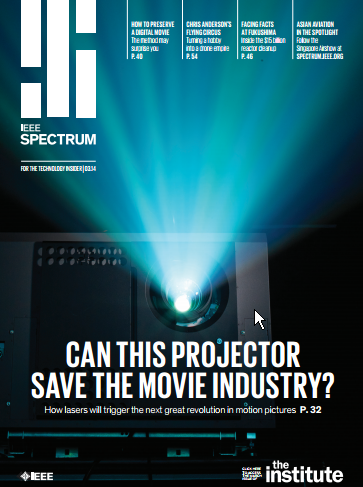 HOW TO PRESERVE
A DIGITAL MOVIE
The method may
surprise you
P. 40
CHRIS ANDERSON'S
FLYING CIRCUS
Turning a hobby
into a drone empire
P. 54
FACING FACTS
AT FUKUSHIMA
Inside the $15 billion
reactor cleanup
P. 46
ASIAN AVIATION
IN THE SPOTLIGHT
Follow the
Singapore Airshow at
SPECTRUM.IEEE.ORG
IEEE
SPECTRUM
FOR THE TECHNOLOGY INSIDER | 03.14
CAN THIS PROJECTOR
SAVE THE MOVIE INDUSTRY?
How lasers will trigger the next great revolution in motion pictures P. 32
IEEE
CLICK HERE
TO ACCESS
the
institute